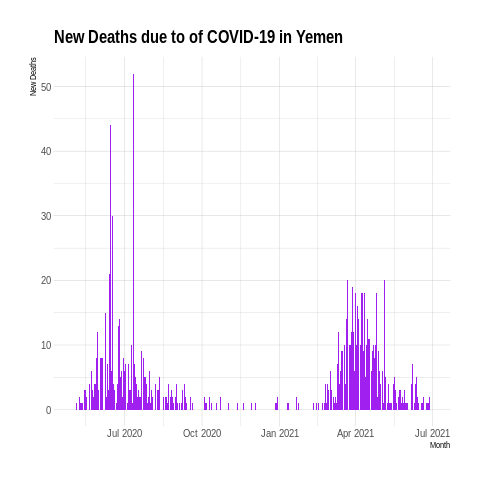 New Deaths due to of COVID-19 in Yemen
New Deaths
50
40
30
20
10
0
Jul 2020 Oct 2020 Jan 2021 Apr 2021 Jul 2021
Month